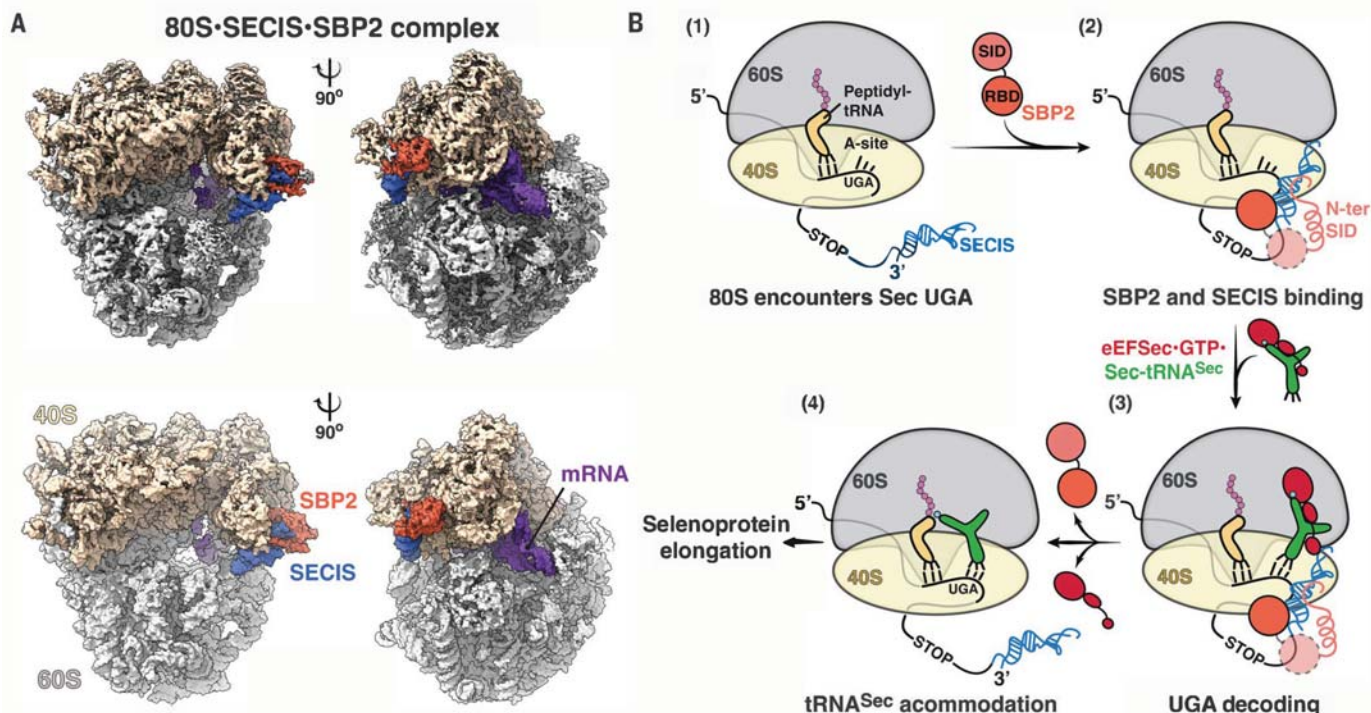 A
80S·SECIS·SBP2 complex
90º
90º
40S
SBP2
SECIS
mRNA
60S
B
(1)
60S
5’
Peptidyl-
tRNA
A-site
40S
UGA
STOP
SECIS
3’
80S encounters Sec UGA
SID
RBD
SBP2
(2)
60S
5’
40S
N-ter
SID
STOP
SBP2 and SECIS binding
eEFSec·GTP·
Sec-tRNASec
(3)
60S
5’
40S
STOP
UGA decoding
(4)
60S
5’
40S
UGA
STOP
3’
tRNASec acommodation
Selenoprotein
elongation